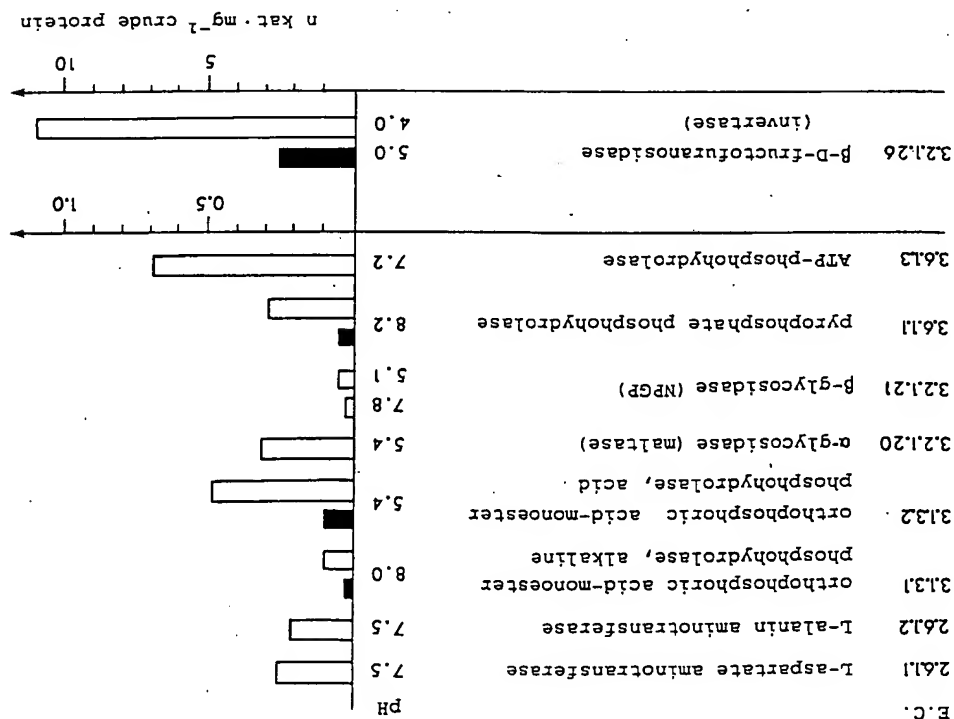 E.C. pH
2.6.1.1 L-aspartate aminotransferase 7.5
2.6.1.2 L-alanin aminotransferase 7.5
3.1.3.1 orthophosphoric acid-monoester
phosphohydrolase, alkaline 8.0
3.1.3.2 orthophosphoric acid-monoester
phosphohydrolase, acid 5.4
3.2.1.20 α-glycosidase (maltase) 5.4
7.8
3.2.1.21 β-glycosidase (NPGP)
5.1
3.6.1.1 pyrophosphate phosphohydrolase 8.2
3.6.1.3 ATP-phosphohydrolase 7.2
0.5 1.0
3.2.1.26 β-D-fructofuranosidase 5.0
(invertase) 4.0
5 10
n kat·mg⁻¹ crude protein